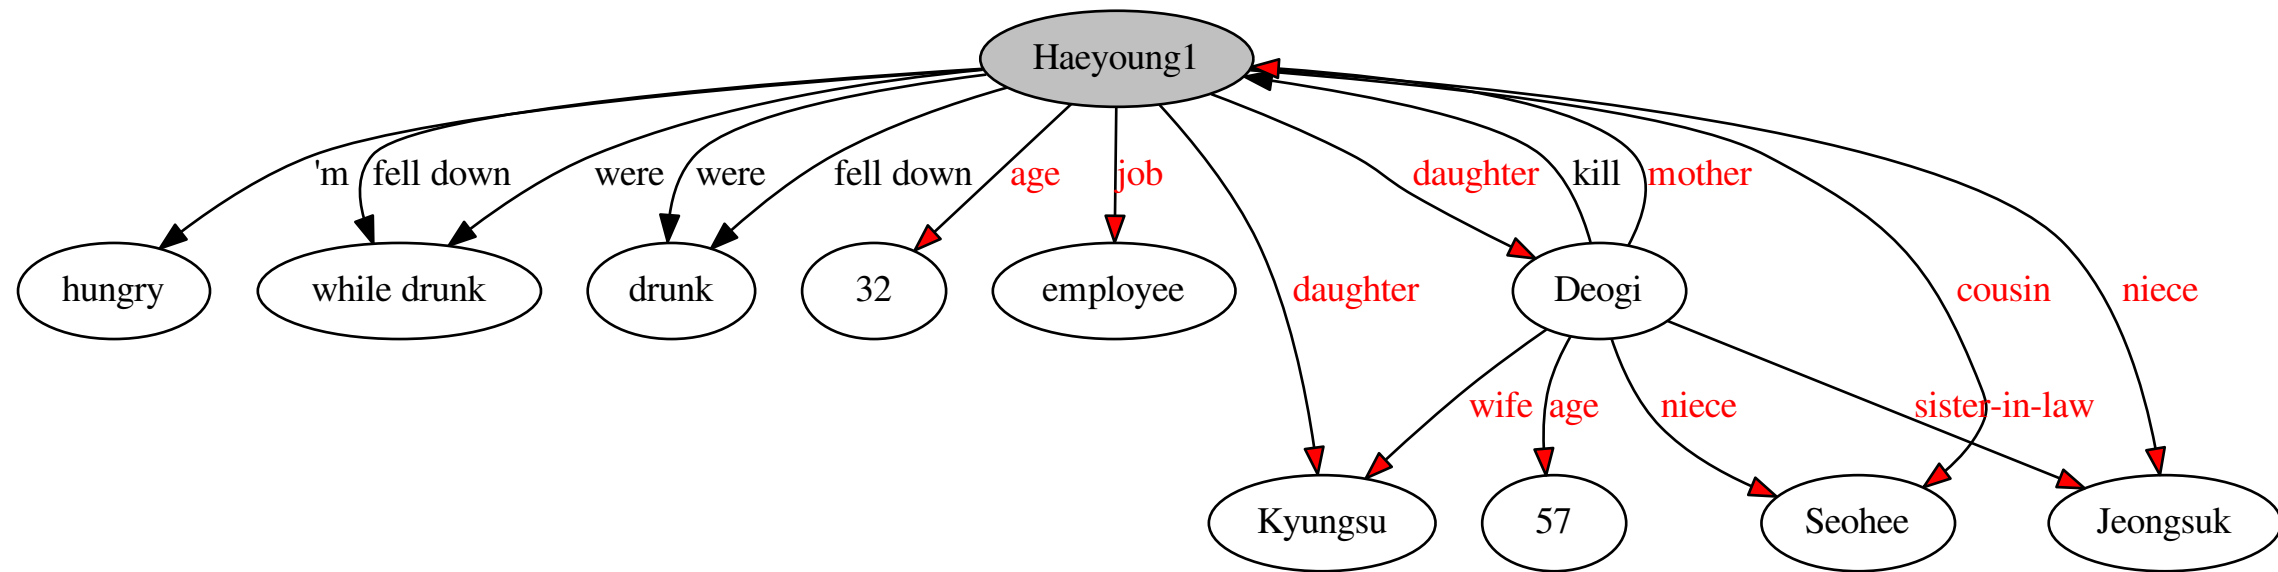 Haeyoung1
'm
fell down
were
were
fell down
age
job
daughter
kill
mother
hungry
while drunk
drunk
32
employee
daughter
Deogi
cousin
niece
wife
age
niece
sister-in-law
Kyungsu
57
Seohee
Jeongsuk